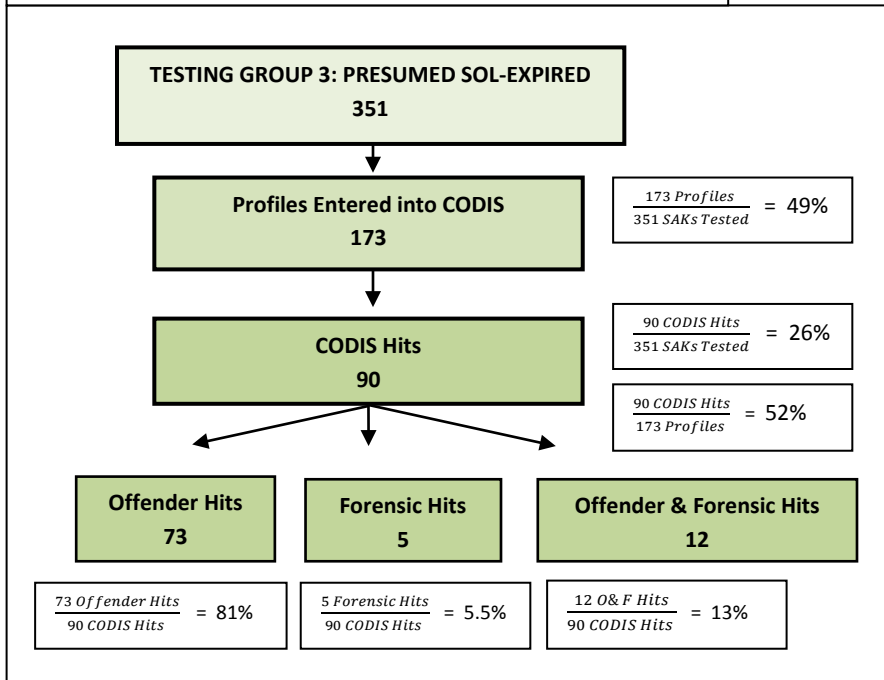 TESTING GROUP 3: PRESUMED SOL-EXPIRED
351
Profiles Entered into CODIS
173
173 Profiles
351 SAKs Tested
= 49%
CODIS Hits
90
90 CODIS Hits
351 SAKs Tested
= 26%
90 CODIS Hits
173 Profiles
= 52%
Offender Hits
73
Forensic Hits
5
Offender & Forensic Hits
12
73 Offender Hits
90 CODIS Hits
= 81%
5 Forensic Hits
90 CODIS Hits
= 5.5%
12 O& F Hits
90 CODIS Hits
= 13%